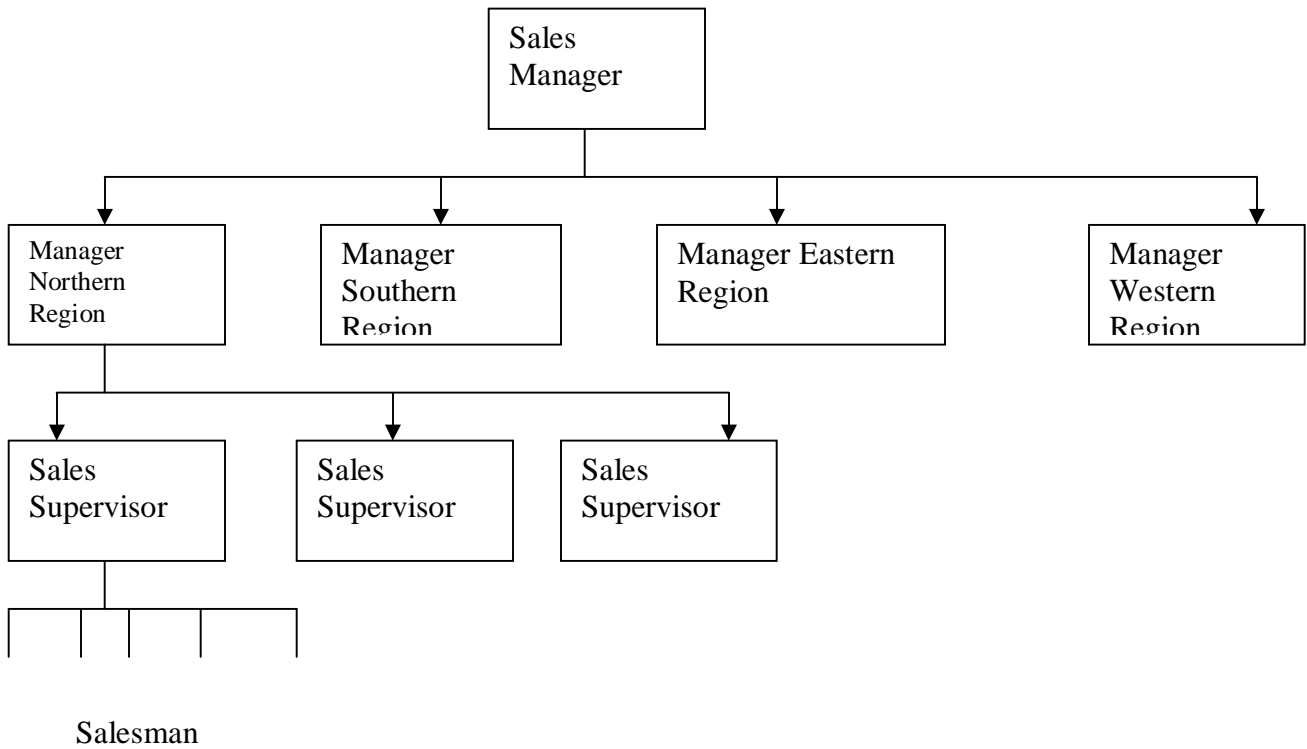 Sales
Manager
Manager
Northern
Region
Manager
Southern
Region
Manager Eastern
Region
Manager
Western
Region
Sales
Supervisor
Sales
Supervisor
Sales
Supervisor
Salesman